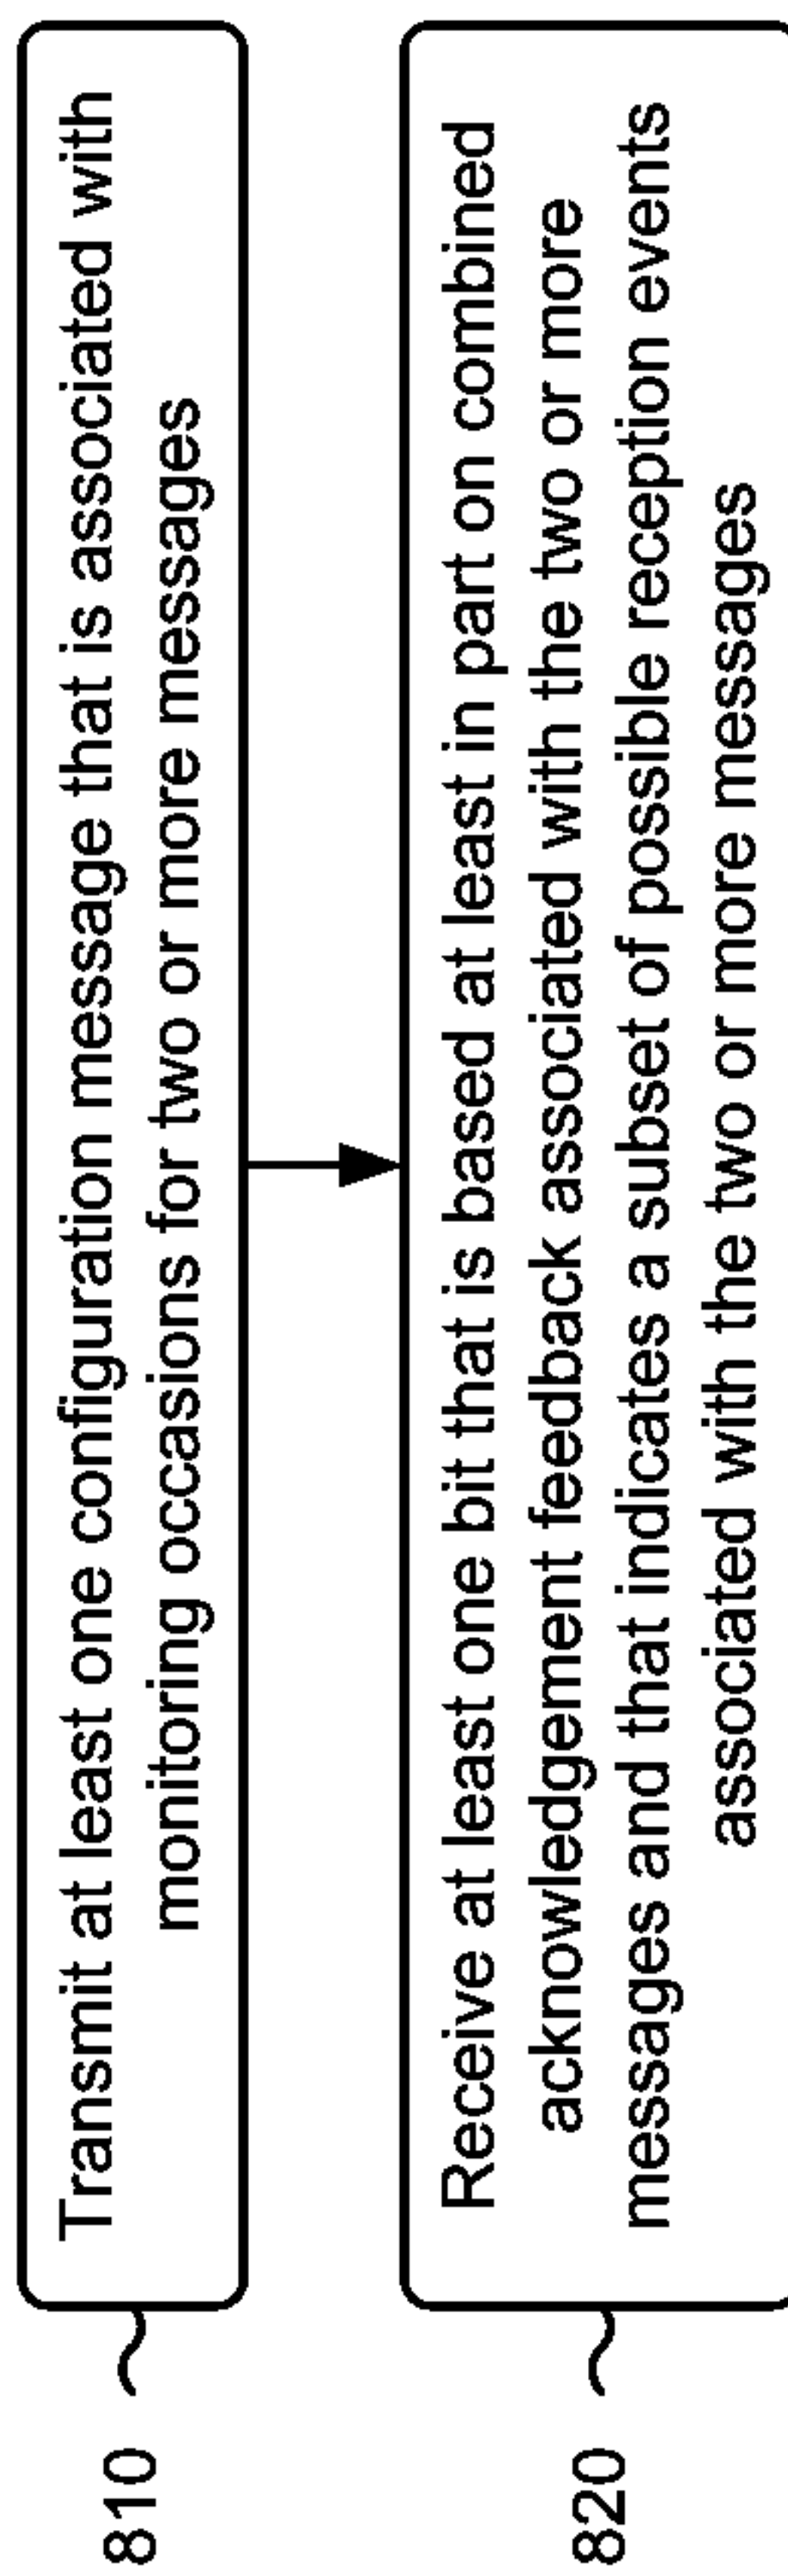 810
Transmit at least one configuration message that is associated with
monitoring occasions for two or more messages
820
Receive at least one bit that is based at least in part on combined
acknowledgement feedback associated with the two or more
messages and that indicates a subset of possible reception events
associated with the two or more messages